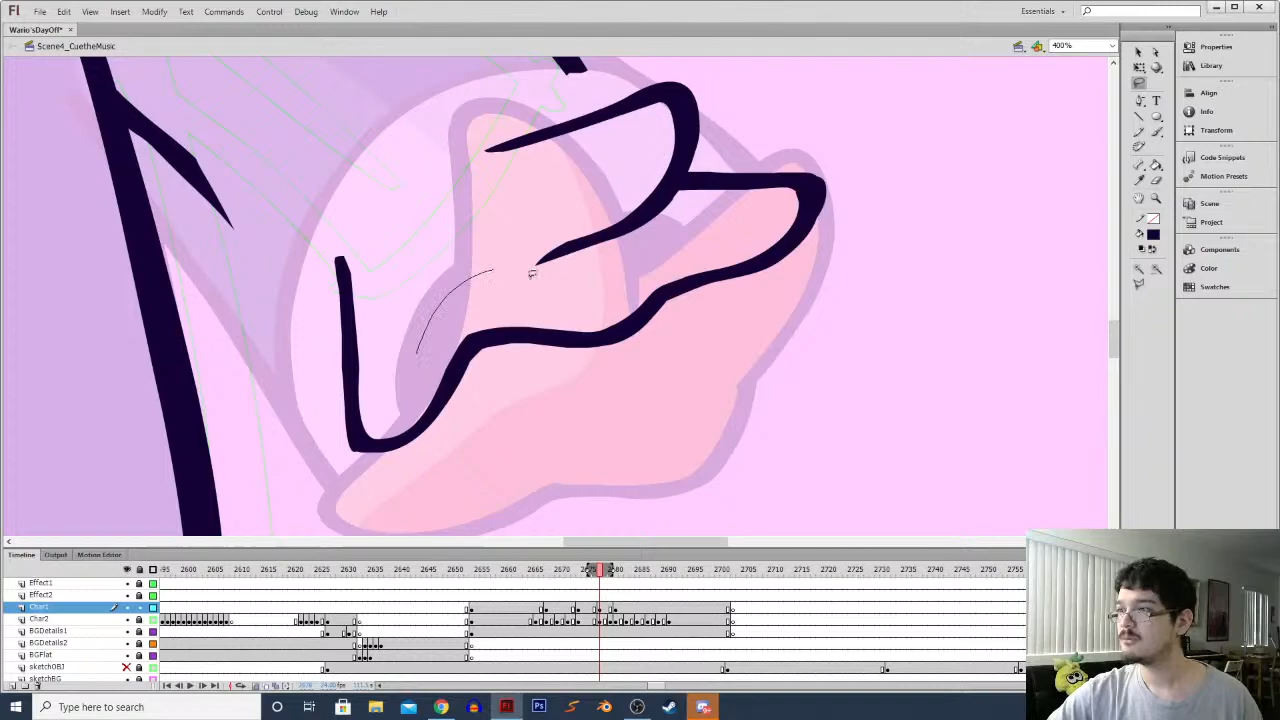 Fl File Edit View Insert Modify Text Commands Control Debug Window Help
Essentials
Wario'sDayOff*
Scene4_CuetheMusic
400%
Properties
Library
Align
Info
Transform
Code Snippets
Motion Presets
Scene
Project
Components
Color
Swatches
Timeline Output Motion Editor
2600 2605 2610 2615 2620 2625 2630 2635 2640 2645 2650 2655 2660 2665 2670 2680 2685 2690 2695 2700 2705 2710 2715 2720 2725 2730 2735 2740 2745 2750 2755
Effect1
Effect2
Char1
Char2
BGDetails1
BGDetails2
BGFlat
sketchOBJ
sketchBG
24.00fps
Type here to search
Fl
Ps